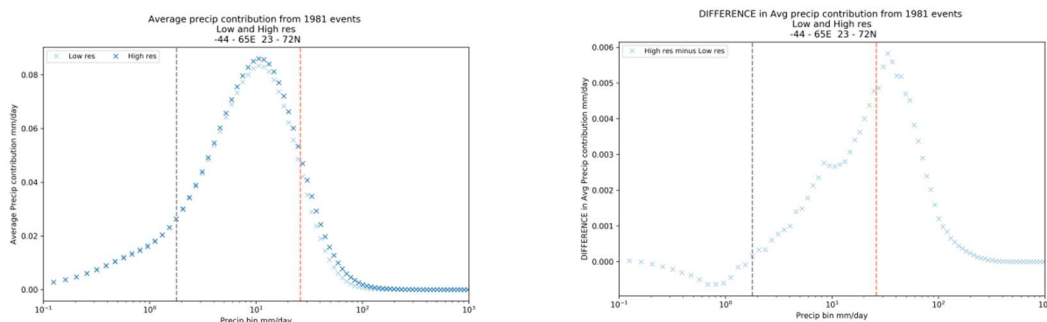 Average precip contribution from 1981 events
Low and High res
-44 - 65E 23 - 72N
Low res
High res
Average Precip contribution mm/day
0.08
0.06
0.04
0.02
0.00
10⁻¹
10⁰
10¹
10²
10³
Precip bin mm/day
DIFFERENCE in Avg precip contribution from 1981 events
Low and High res
-44 - 65E 23 - 72N
High res minus Low res
DIFFERENCE in Avg Precip contribution mm/day
0.006
0.005
0.004
0.003
0.002
0.001
0.000
10⁻¹
10⁰
10¹
10²
Precip bin mm/day